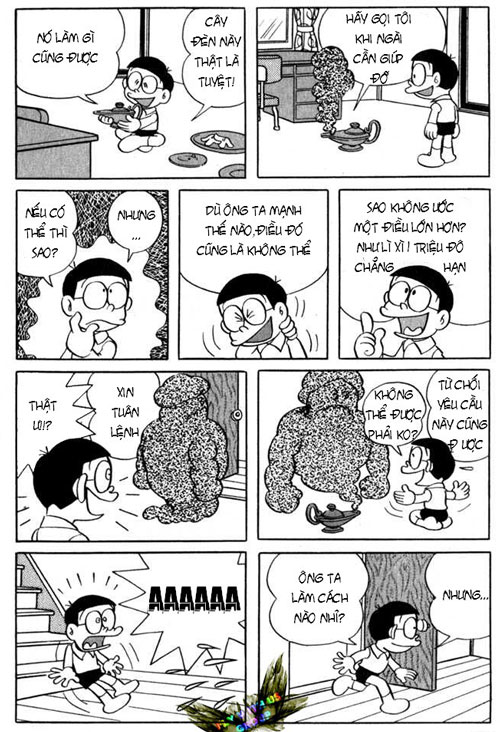 HÃY GỌI TÔI
KHI NGÀI
CẦN GIÚP
ĐỠ
CÂY
ĐÈN NÀY
THẬT LÀ
TUYỆT!
NÓ LÀM GÌ
CŨNG ĐƯỢC
SAO KHÔNG ƯỚC
MỘT ĐIỀU LỚN HƠN?
NHƯ LÌ XÌ 1 TRIỆU ĐÔ
CHẲNG HẠN
DÙ ÔNG TA MẠNH
THẾ NÀO,ĐIỀU ĐÓ
CŨNG LÀ KHÔNG THỂ
NHƯNG
...
NẾU CÓ
THỂ THÌ
SAO?
TỪ CHỐI
YÊU CẦU
NÀY CŨNG
ĐƯỢC
KHÔNG
THỂ ĐƯỢC
PHẢI KO?
XIN
TUÂN
LỆNH
THẬT
Ư!?
NHƯNG...
ÔNG TA
LÀM CÁCH
NÀO NHỈ?
AAAAAA